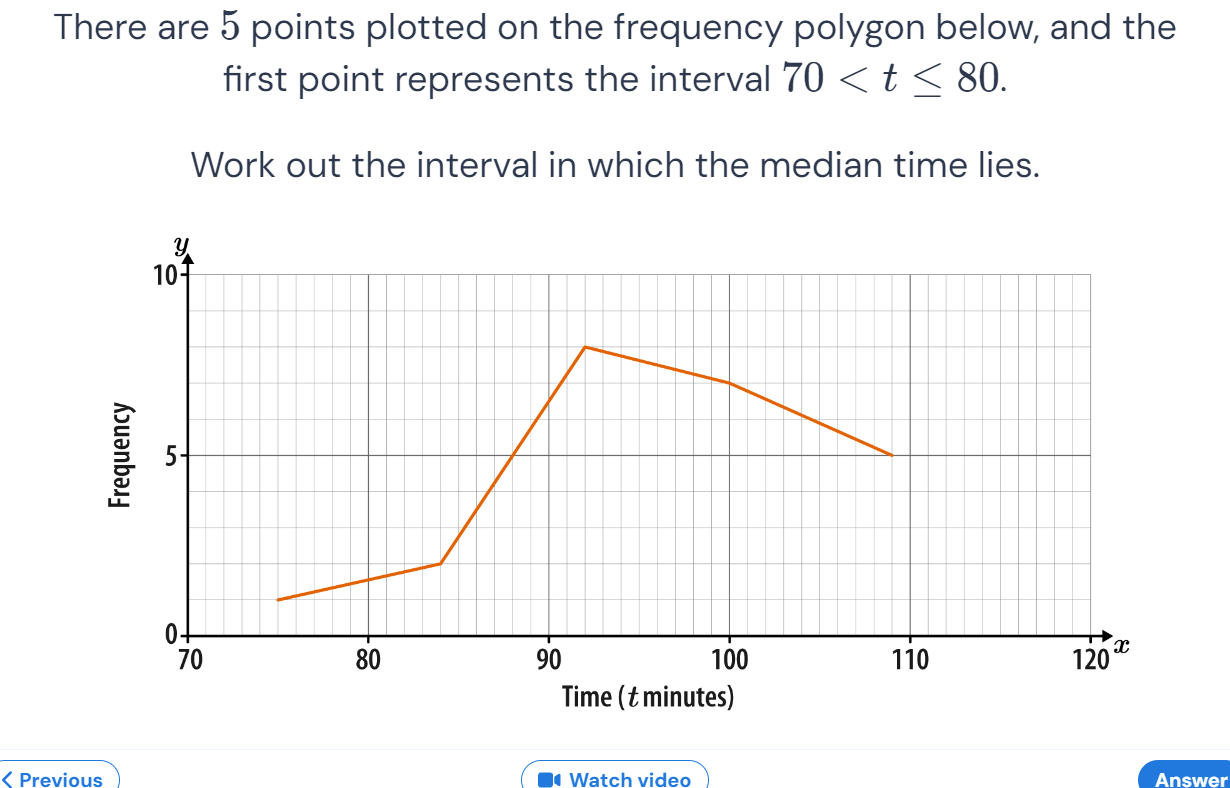 There are 5 points plotted on the frequency polygon below, and the
first point represents the interval 70 < t ≤ 80.
Work out the interval in which the median time lies.
y
10
5
0
Frequency
70 80 90 100 110 120 x
Time (t minutes)
Previous Watch video Answer